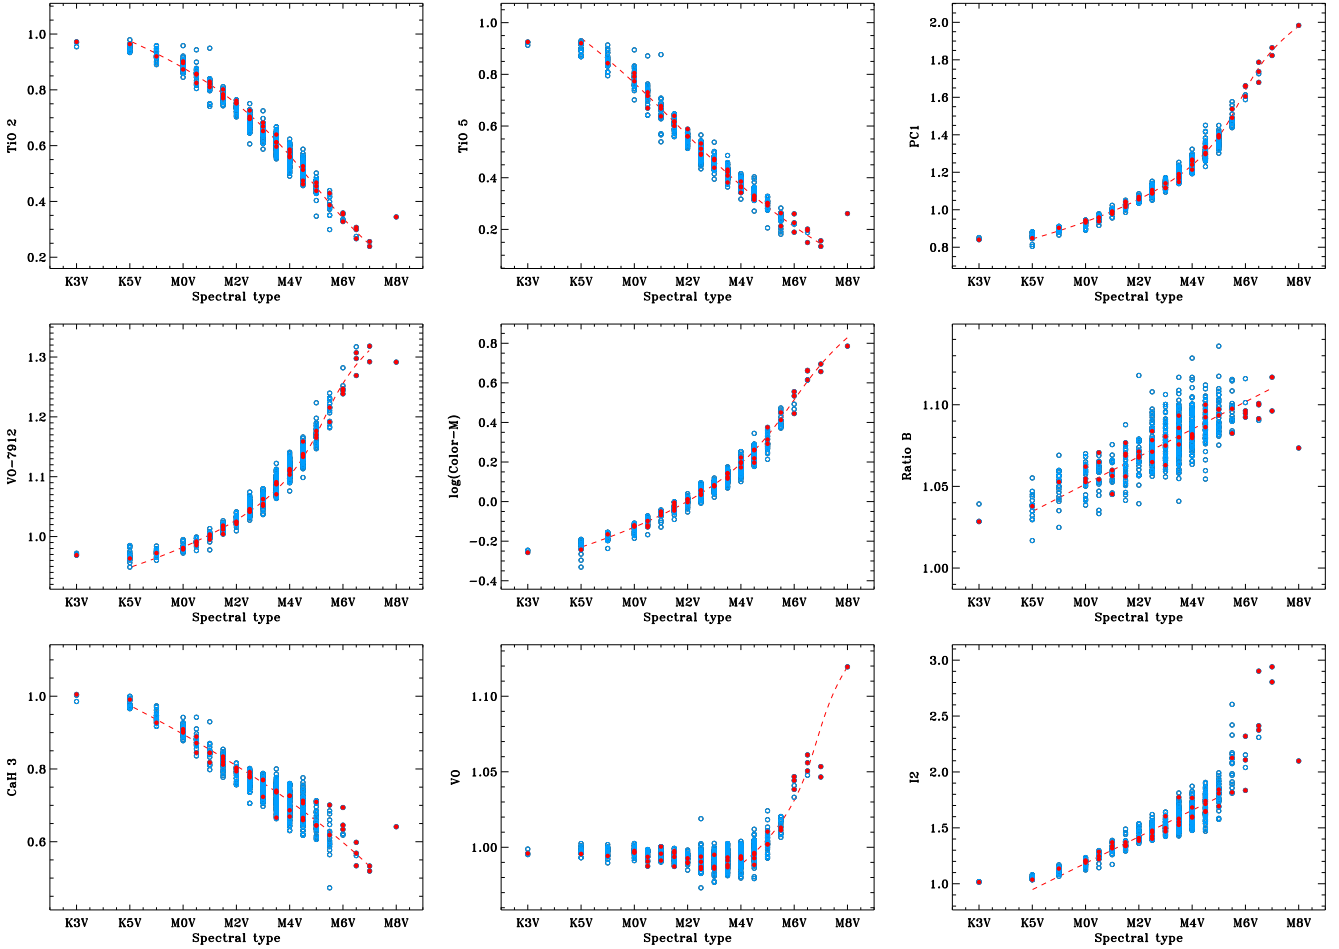 TiO 2
1.0
0.8
0.6
0.4
0.2
K3V K5V M0V M2V M4V M6V M8V
Spectral type
TiO 5
1.0
0.8
0.6
0.4
0.2
K3V K5V M0V M2V M4V M6V M8V
Spectral type
PC1
2.0
1.8
1.6
1.4
1.2
1.0
0.8
K3V K5V M0V M2V M4V M6V M8V
Spectral type
VO-7912
1.3
1.2
1.1
1.0
K3V K5V M0V M2V M4V M6V M8V
Spectral type
log(Color-M)
0.8
0.6
0.4
0.2
0.0
−0.2
−0.4
K3V K5V M0V M2V M4V M6V M8V
Spectral type
Ratio B
1.10
1.05
1.00
K3V K5V M0V M2V M4V M6V M8V
Spectral type
CaH 3
1.0
0.8
0.6
K3V K5V M0V M2V M4V M6V M8V
Spectral type
VO
1.10
1.05
1.00
K3V K5V M0V M2V M4V M6V M8V
Spectral type
I2
3.0
2.5
2.0
1.5
1.0
K3V K5V M0V M2V M4V M6V M8V
Spectral type